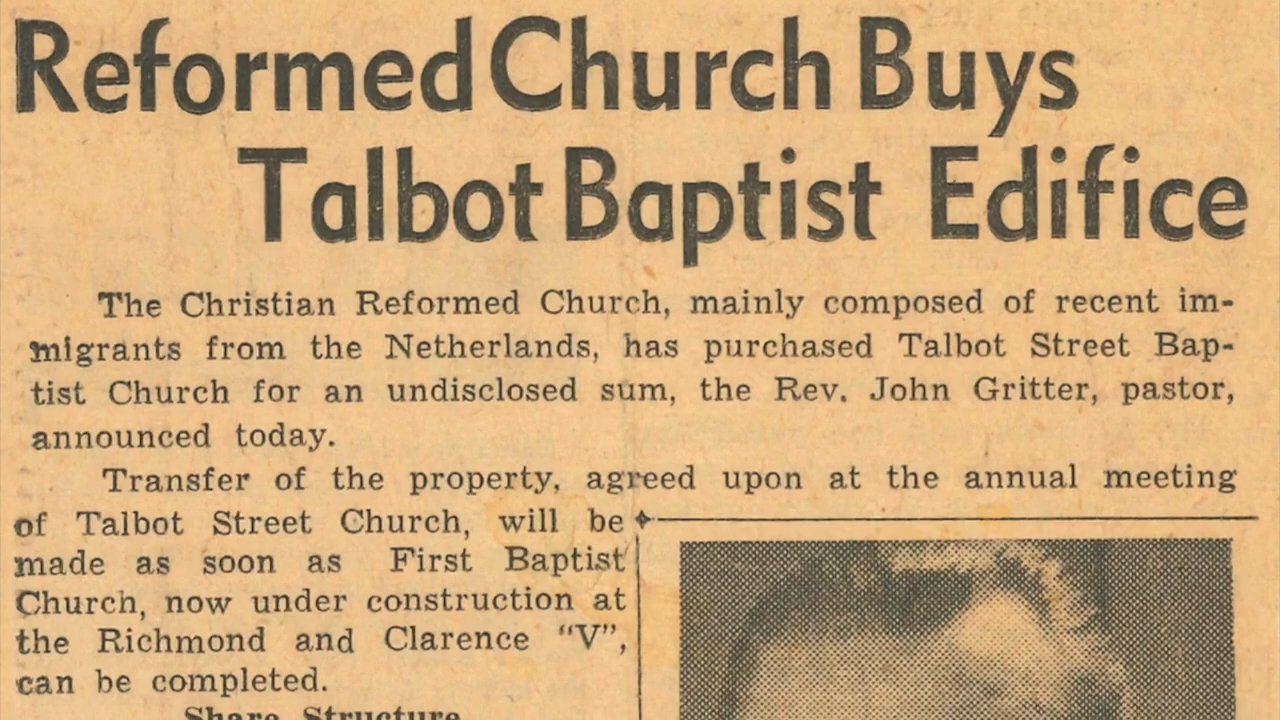 Reformed Church Buys
Talbot Baptist Edifice
The Christian Reformed Church, mainly composed of recent im-
migrants from the Netherlands, has purchased Talbot Street Bap-
tist Church for an undisclosed sum, the Rev. John Gritter, pastor,
announced today.
Transfer of the property, agreed upon at the annual meeting
of Talbot Street Church, will be
made as soon as First Baptist
Church, now under construction at
the Richmond and Clarence "V",
can be completed.
Share Structure